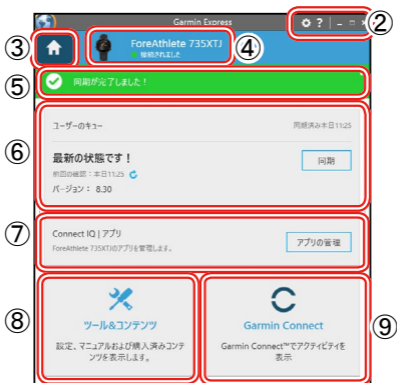 Garmin Express
? ②
③ ForeAthlete 735XTJ ④
接続されました
⑤ 同期が完了しました！
ユーザーのキュー 同期済み本日11:25
⑥ 最新の状態です！ 同期
前回の確認：本日11:25
バージョン： 8.30
⑦ Connect IQ | アプリ
ForeAthlete 735XTJのアプリを管理します。 アプリの管理
⑧ ツール&コンテンツ Garmin Connect ⑨
設定、マニュアルおよび購入済みコンテ Garmin Connect™でアクティビティを
ンツを表示します。 表示